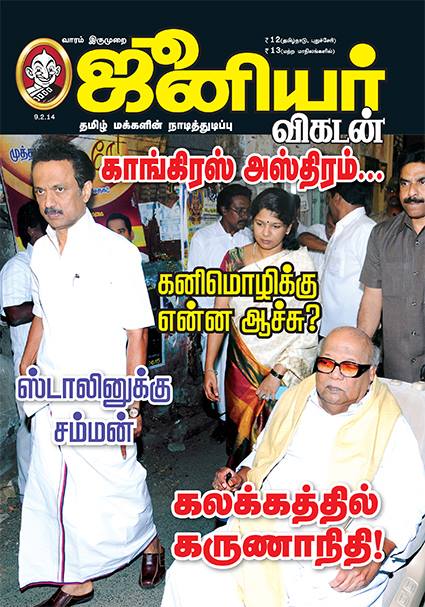 வாரம் இருமுறை
₹ 12 (தமிழ்நாடு, புதுச்சேரி)
₹ 13 (மற்ற மாநிலங்களில்)
ஜூனியர்
விகடன்
9.2.14
தமிழ் மக்களின் நாடித்துடிப்பு
காங்கிரஸ் அஸ்திரம்...
கனிமொழிக்கு
என்ன ஆச்சு?
ஸ்டாலினுக்கு
சம்மன்
கலக்கத்தில்
கருணாநிதி!